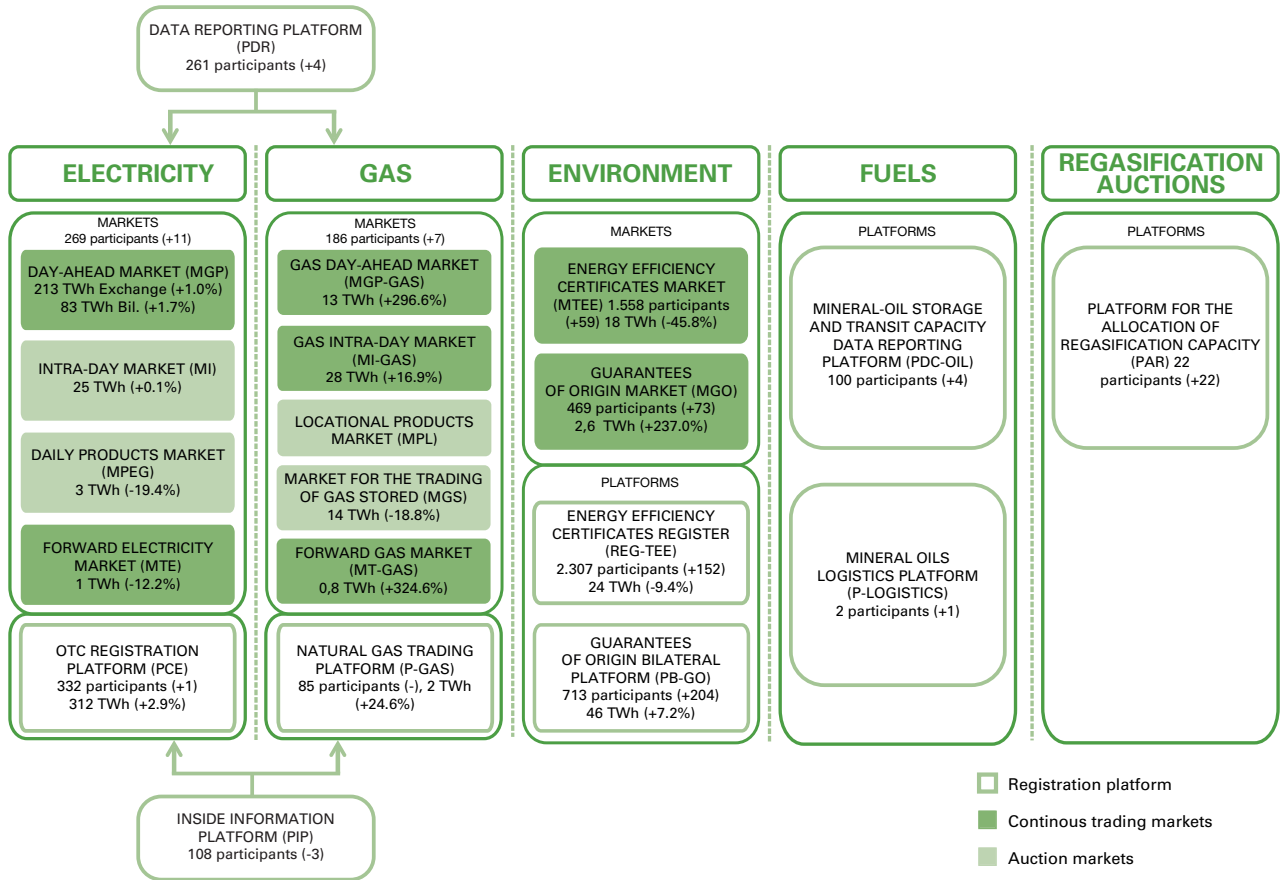 DATA REPORTING PLATFORM
(PDR)
261 participants (+4)
ELECTRICITY
MARKETS
269 participants (+11)
DAY-AHEAD MARKET (MGP)
213 TWh Exchange (+1.0%)
83 TWh Bil. (+1.7%)
INTRA-DAY MARKET (MI)
25 TWh (+0.1%)
DAILY PRODUCTS MARKET
(MPEG)
3 TWh (-19.4%)
FORWARD ELECTRICITY
MARKET (MTE)
1 TWh (-12.2%)
OTC REGISTRATION
PLATFORM (PCE)
332 participants (+1)
312 TWh (+2.9%)
GAS
MARKETS
186 participants (+7)
GAS DAY-AHEAD MARKET
(MGP-GAS)
13 TWh (+296.6%)
GAS INTRA-DAY MARKET
(MI-GAS)
28 TWh (+16.9%)
LOCATIONAL PRODUCTS
MARKET (MPL)
MARKET FOR THE TRADING
OF GAS STORED (MGS)
14 TWh (-18.8%)
FORWARD GAS MARKET
(MT-GAS)
0,8 TWh (+324.6%)
NATURAL GAS TRADING
PLATFORM (P-GAS)
85 participants (-), 2 TWh
(+24.6%)
ENVIRONMENT
MARKETS
ENERGY EFFICIENCY
CERTIFICATES MARKET
(MTEE) 1.558 participants
(+59) 18 TWh (-45.8%)
GUARANTEES
OF ORIGIN MARKET (MGO)
469 participants (+73)
2,6 TWh (+237.0%)
PLATFORMS
ENERGY EFFICIENCY
CERTIFICATES REGISTER
(REG-TEE)
2.307 participants (+152)
24 TWh (-9.4%)
GUARANTEES
OF ORIGIN BILATERAL
PLATFORM (PB-GO)
713 participants (+204)
46 TWh (+7.2%)
FUELS
PLATFORMS
MINERAL-OIL STORAGE
AND TRANSIT CAPACITY
DATA REPORTING
PLATFORM (PDC-OIL)
100 participants (+4)
MINERAL OILS
LOGISTICS PLATFORM
(P-LOGISTICS)
2 participants (+1)
REGASIFICATION
AUCTIONS
PLATFORMS
PLATFORM FOR THE
ALLOCATION OF
REGASIFICATION CAPACITY
(PAR) 22
participants (+22)
INSIDE INFORMATION
PLATFORM (PIP)
108 participants (-3)
Registration platform
Continous trading markets
Auction markets